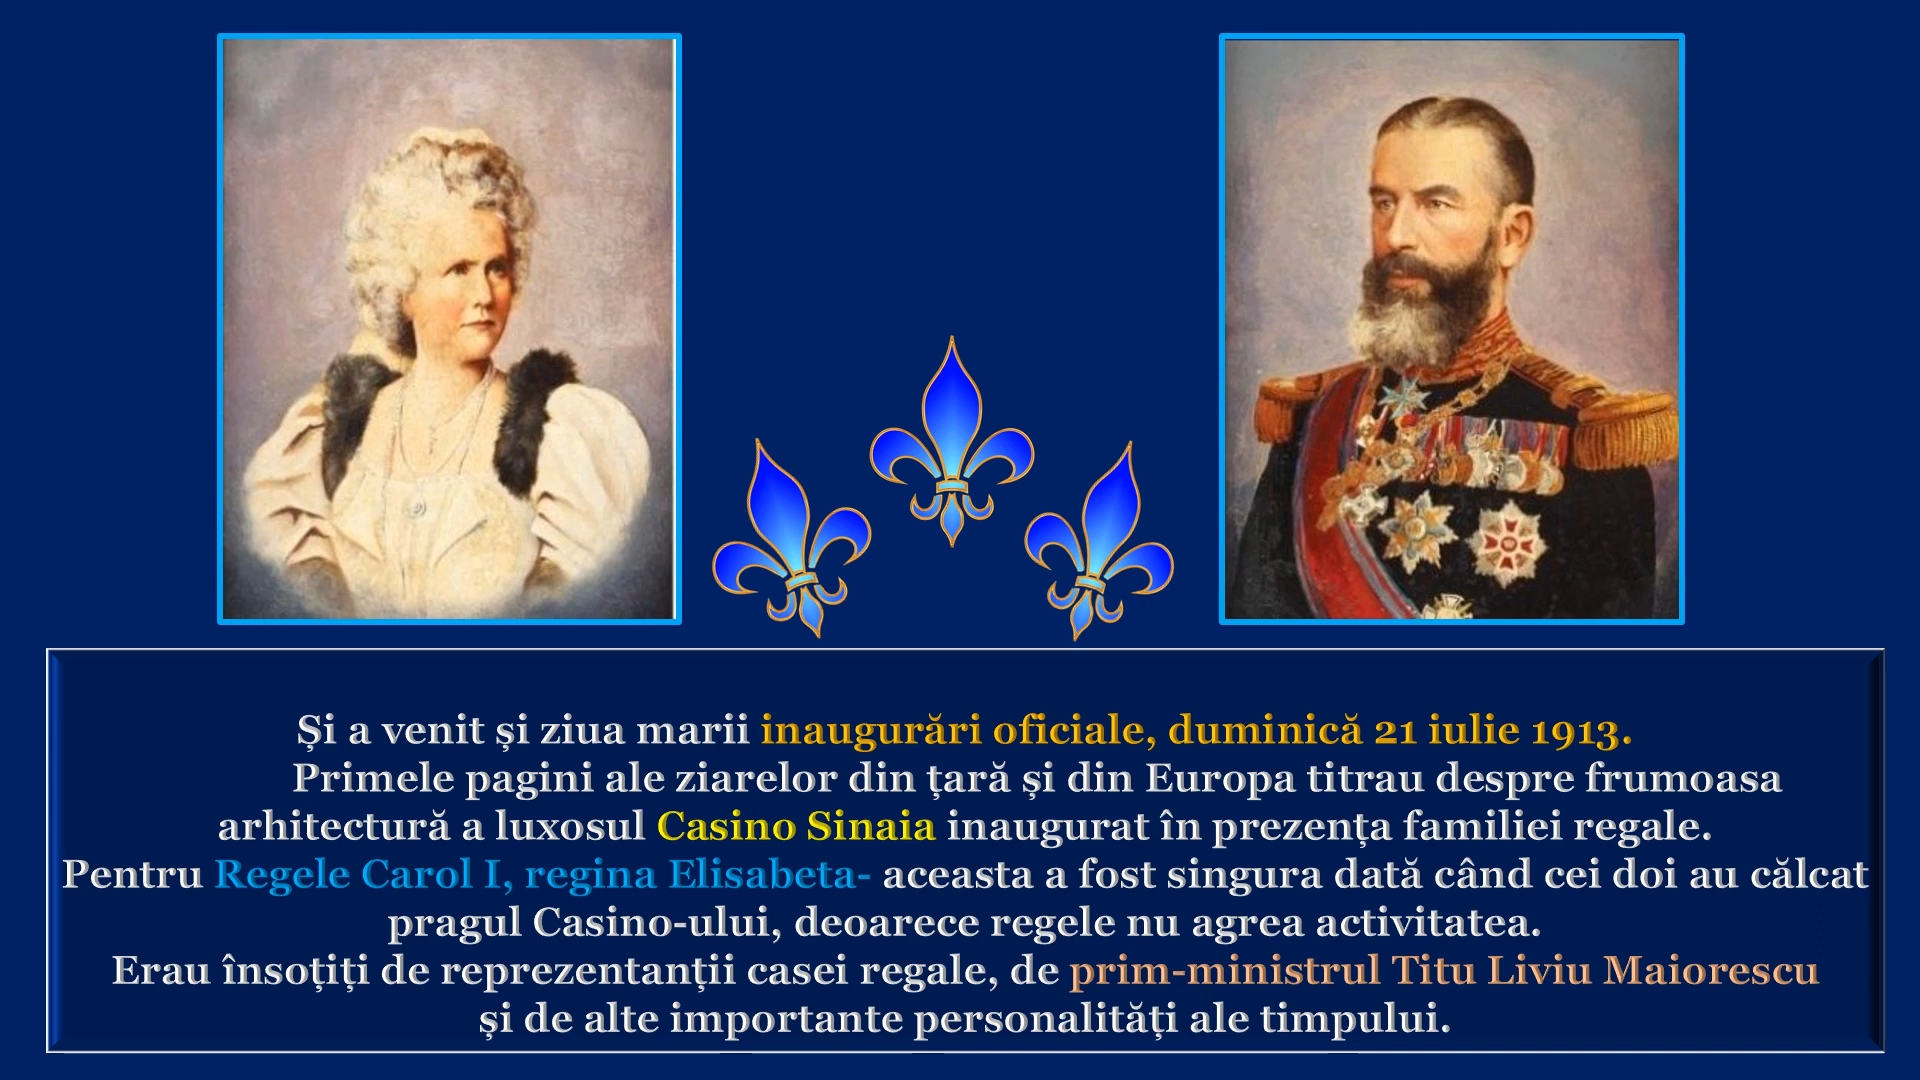 Și a venit și ziua marii inaugurări oficiale, duminică 21 iulie 1913.
Primele pagini ale ziarelor din țară și din Europa titrau despre frumoasa
arhitectură a luxosul Casino Sinaia inaugurat în prezența familiei regale.
Pentru Regele Carol I, regina Elisabeta- aceasta a fost singura dată când cei doi au călcat
pragul Casino-ului, deoarece regele nu agrea activitatea.
Erau însoțiți de reprezentanții casei regale, de prim-ministrul Titu Liviu Maiorescu
și de alte importante personalități ale timpului.